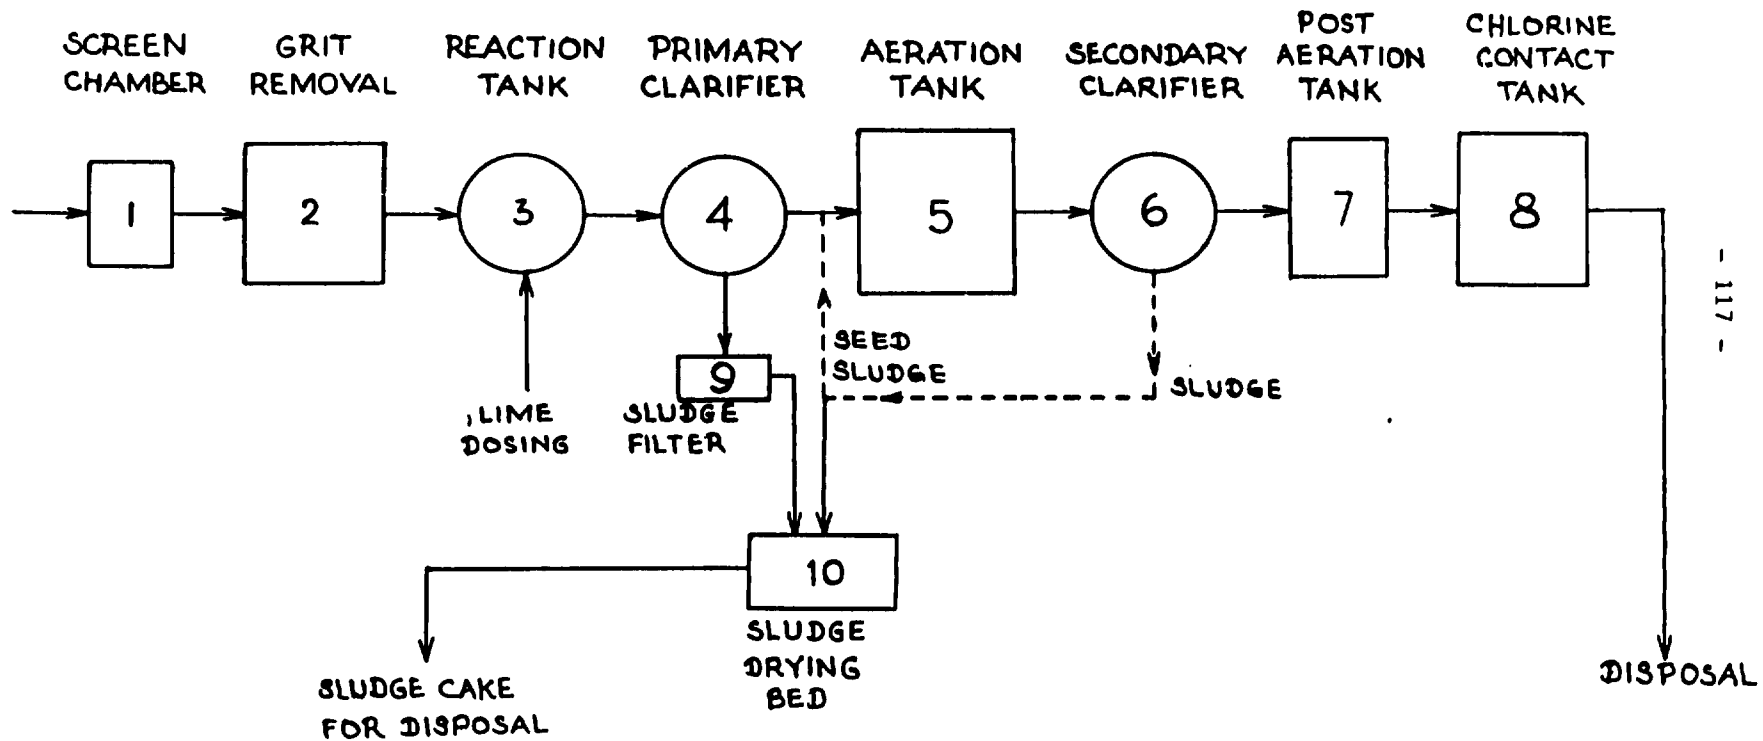 SCREEN
CHAMBER
GRIT
REMOVAL
REACTION
TANK
PRIMARY
CLARIFIER
AERATION
TANK
SECONDARY
CLARIFIER
POST
AERATION
TANK
CHLORINE
CONTACT
TANK
1
2
3
4
5
6
7
8
- 117 -
SEED
SLUDGE
SLUDGE
9
,LIME
DOSING
SLUDGE
FILTER
10
SLUDGE
DRYING
BED
SLUDGE CAKE
FOR DISPOSAL
DISPOSAL